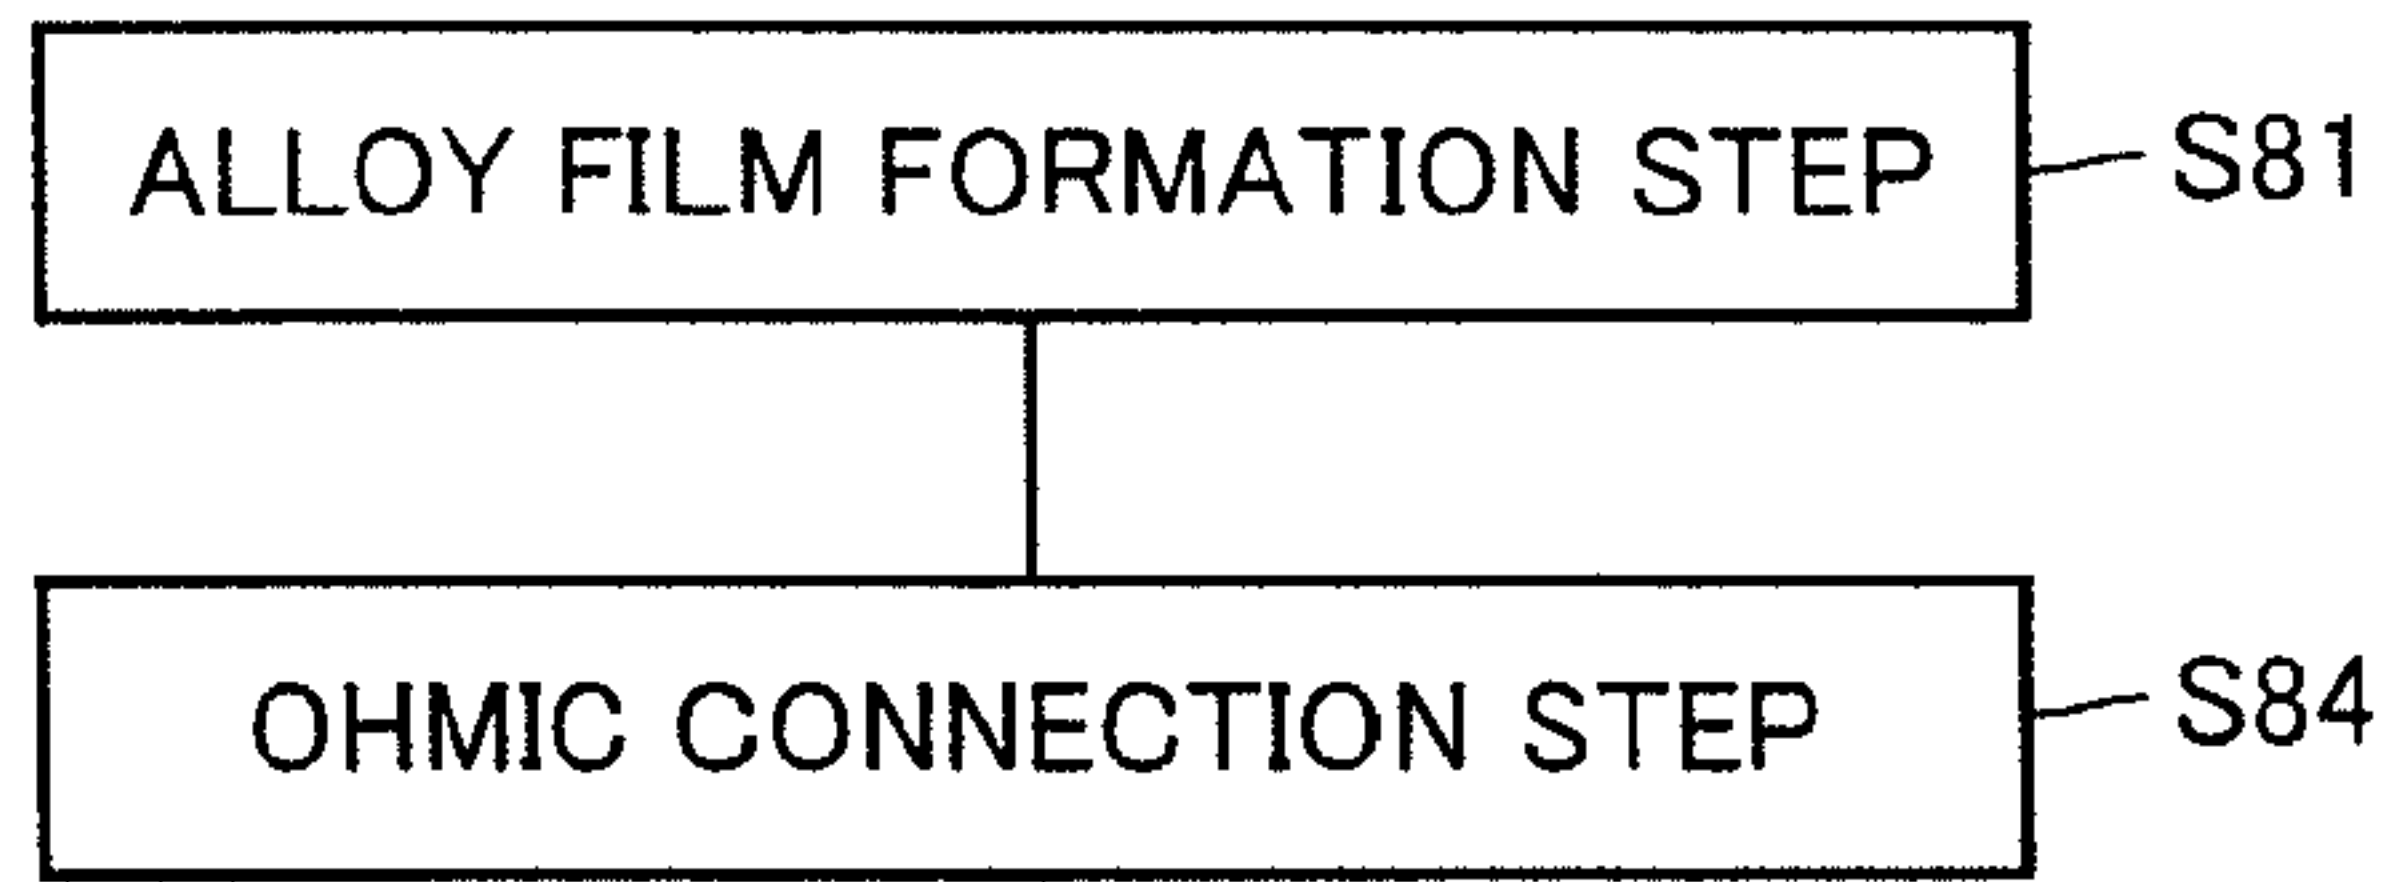 ALLOY FILM FORMATION STEP S81
OHMIC CONNECTION STEP S84